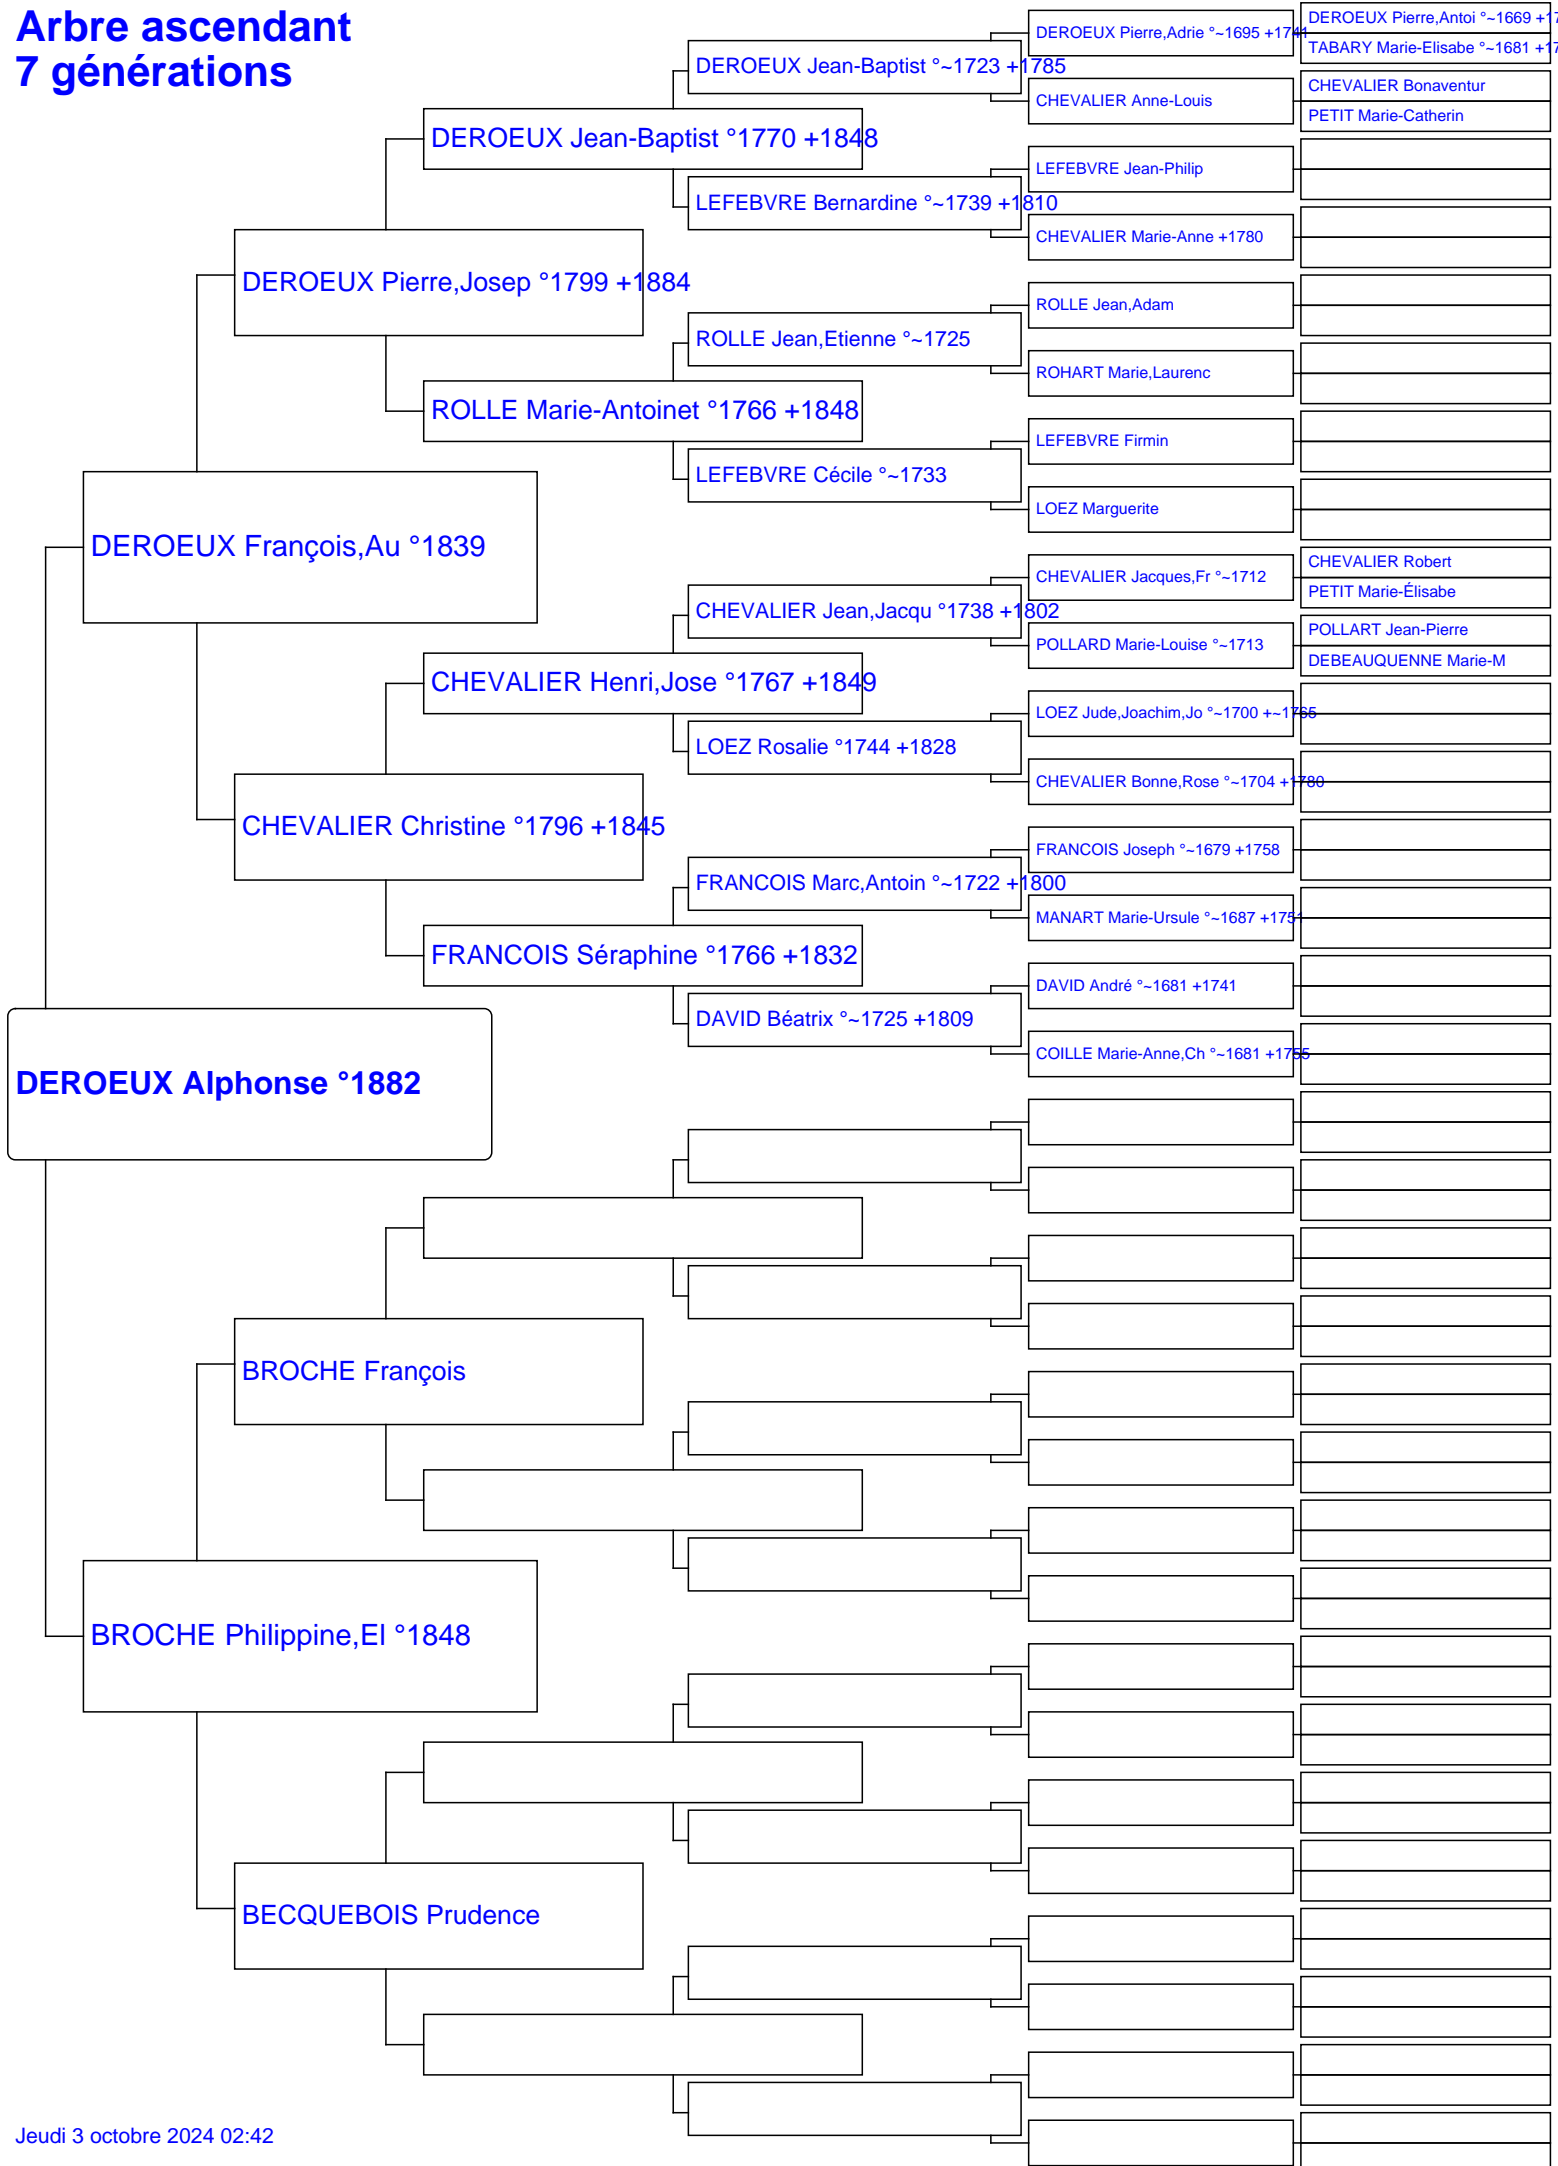 Arbre ascendant
7 générations
DEROEUX Alphonse °1882
DEROEUX François,Au °1839
BROCHE Philippine,El °1848
DEROEUX Pierre,Josep °1799 +1884
CHEVALIER Christine °1796 +1845
BROCHE François
BECQUEBOIS Prudence
DEROEUX Jean-Baptist °1770 +1848
ROLLE Marie-Antoinet °1766 +1848
CHEVALIER Henri,Jose °1767 +1849
FRANCOIS Séraphine °1766 +1832
DEROEUX Jean-Baptist °~1723 +1785
LEFEBVRE Bernardine °~1739 +1810
ROLLE Jean,Etienne °~1725
LEFEBVRE Cécile °~1733
CHEVALIER Jean,Jacqu °1738 +1802
LOEZ Rosalie °1744 +1828
FRANCOIS Marc,Antoin °~1722 +1800
DAVID Béatrix °~1725 +1809
DEROEUX Pierre,Adrie °~1695 +1741
CHEVALIER Anne-Louis
LEFEBVRE Jean-Philip
CHEVALIER Marie-Anne +1780
ROLLE Jean,Adam
ROHART Marie,Laurenc
LEFEBVRE Firmin
LOEZ Marguerite
CHEVALIER Jacques,Fr °~1712
POLLARD Marie-Louise °~1713
LOEZ Jude,Joachim,Jo °~1700 +~1765
CHEVALIER Bonne,Rose °~1704 +1780
FRANCOIS Joseph °~1679 +1758
MANART Marie-Ursule °~1687 +1751
DAVID André °~1681 +1741
COILLE Marie-Anne,Ch °~1681 +1755
DEROEUX Pierre,Antoi °~1669
TABARY Marie-Elisabe °~1681
CHEVALIER Bonaventur
PETIT Marie-Catherin
CHEVALIER Robert
PETIT Marie-Élisabe
POLLART Jean-Pierre
DEBEAUQUENNE Marie-M
Jeudi 3 octobre 2024 02:42